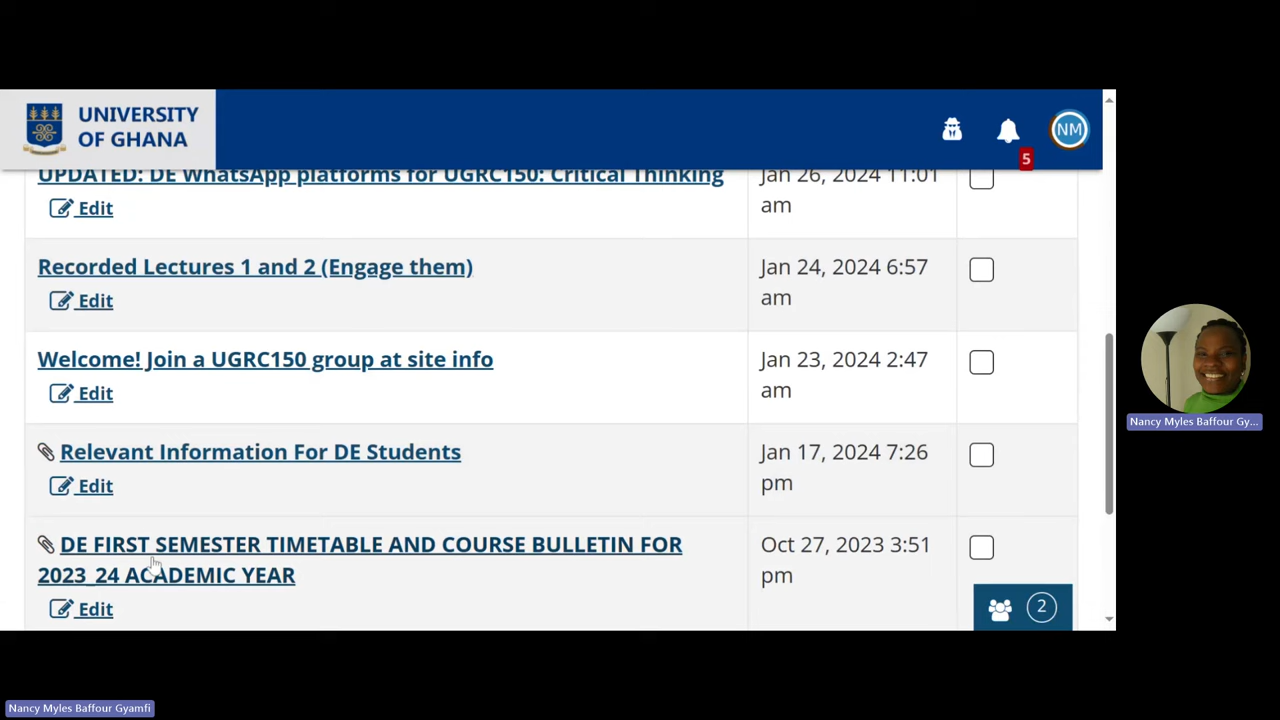 UNIVERSITY
OF GHANA
NM
5
UPDATED: DE WhatsApp platforms for UGRC150: Critical Thinking
Jan 26, 2024 11:01
am
Edit
Recorded Lectures 1 and 2 (Engage them)
Jan 24, 2024 6:57
am
Edit
Welcome! Join a UGRC150 group at site info
Jan 23, 2024 2:47
am
Edit
Relevant Information For DE Students
Jan 17, 2024 7:26
pm
Edit
DE FIRST SEMESTER TIMETABLE AND COURSE BULLETIN FOR
2023_24 ACADEMIC YEAR
Oct 27, 2023 3:51
pm
Edit
2
Nancy Myles Baffour Gy...
Nancy Myles Baffour Gyamfi